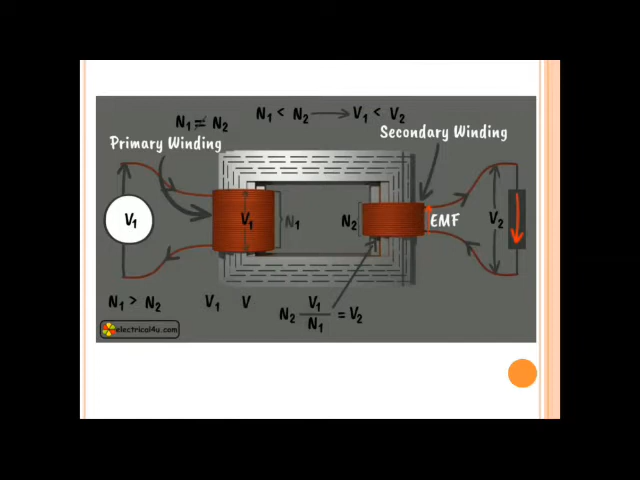 N1 = N2
N1 < N2 → V1 < V2
Primary Winding
Secondary Winding
V1
V1
N1
N2
EMF
V2
N1 > N2
V1 V
N2 V1/N1 = V2
electrical4u.com